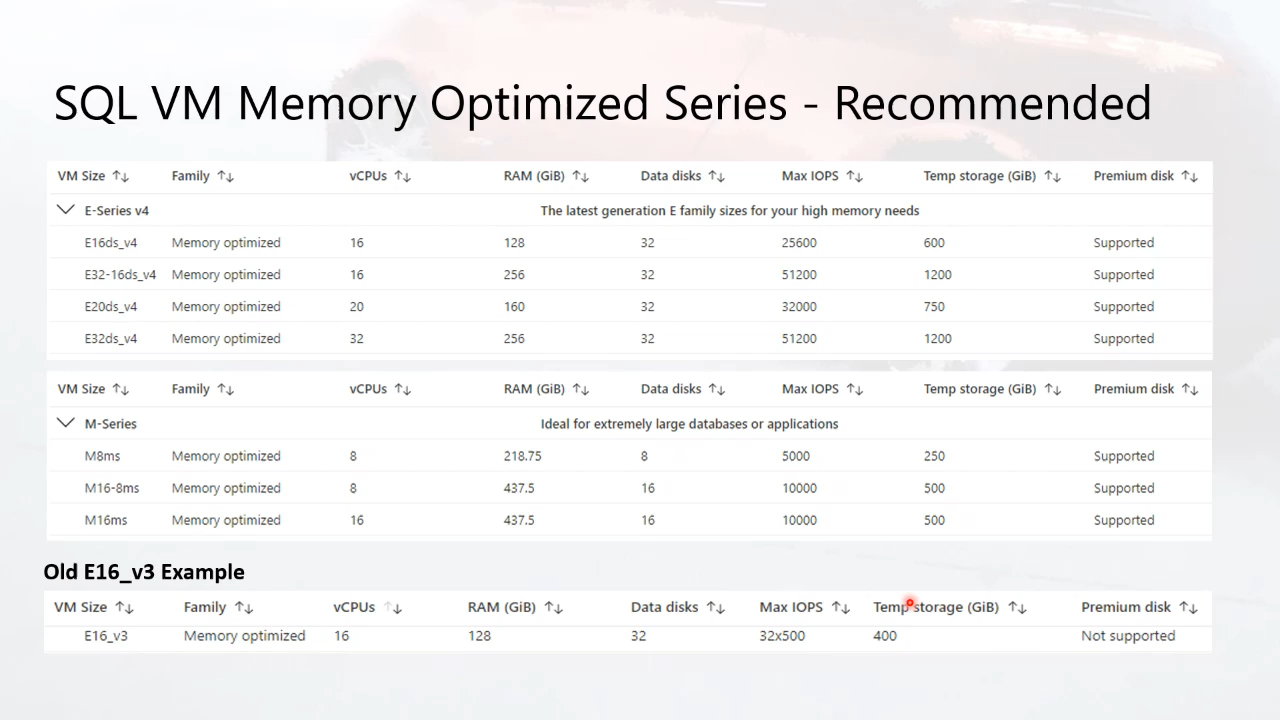 SQL VM Memory Optimized Series - Recommended
VM Size ↑↓ Family ↑↓ vCPUs ↑↓ RAM (GiB) ↑↓ Data disks ↑↓ Max IOPS ↑↓ Temp storage (GiB) ↑↓ Premium disk ↑↓
E-Series v4 The latest generation E family sizes for your high memory needs
E16ds_v4 Memory optimized 16 128 32 25600 600 Supported
E32-16ds_v4 Memory optimized 16 256 32 51200 1200 Supported
E20ds_v4 Memory optimized 20 160 32 32000 750 Supported
E32ds_v4 Memory optimized 32 256 32 51200 1200 Supported
VM Size ↑↓ Family ↑↓ vCPUs ↑↓ RAM (GiB) ↑↓ Data disks ↑↓ Max IOPS ↑↓ Temp storage (GiB) ↑↓ Premium disk ↑↓
M-Series Ideal for extremely large databases or applications
M8ms Memory optimized 8 218.75 8 5000 250 Supported
M16-8ms Memory optimized 8 437.5 16 10000 500 Supported
M16ms Memory optimized 16 437.5 16 10000 500 Supported
Old E16_v3 Example
VM Size ↑↓ Family ↑↓ vCPUs ↑↓ RAM (GiB) ↑↓ Data disks ↑↓ Max IOPS ↑↓ Temp storage (GiB) ↑↓ Premium disk ↑↓
E16_v3 Memory optimized 16 128 32 32x500 400 Not supported